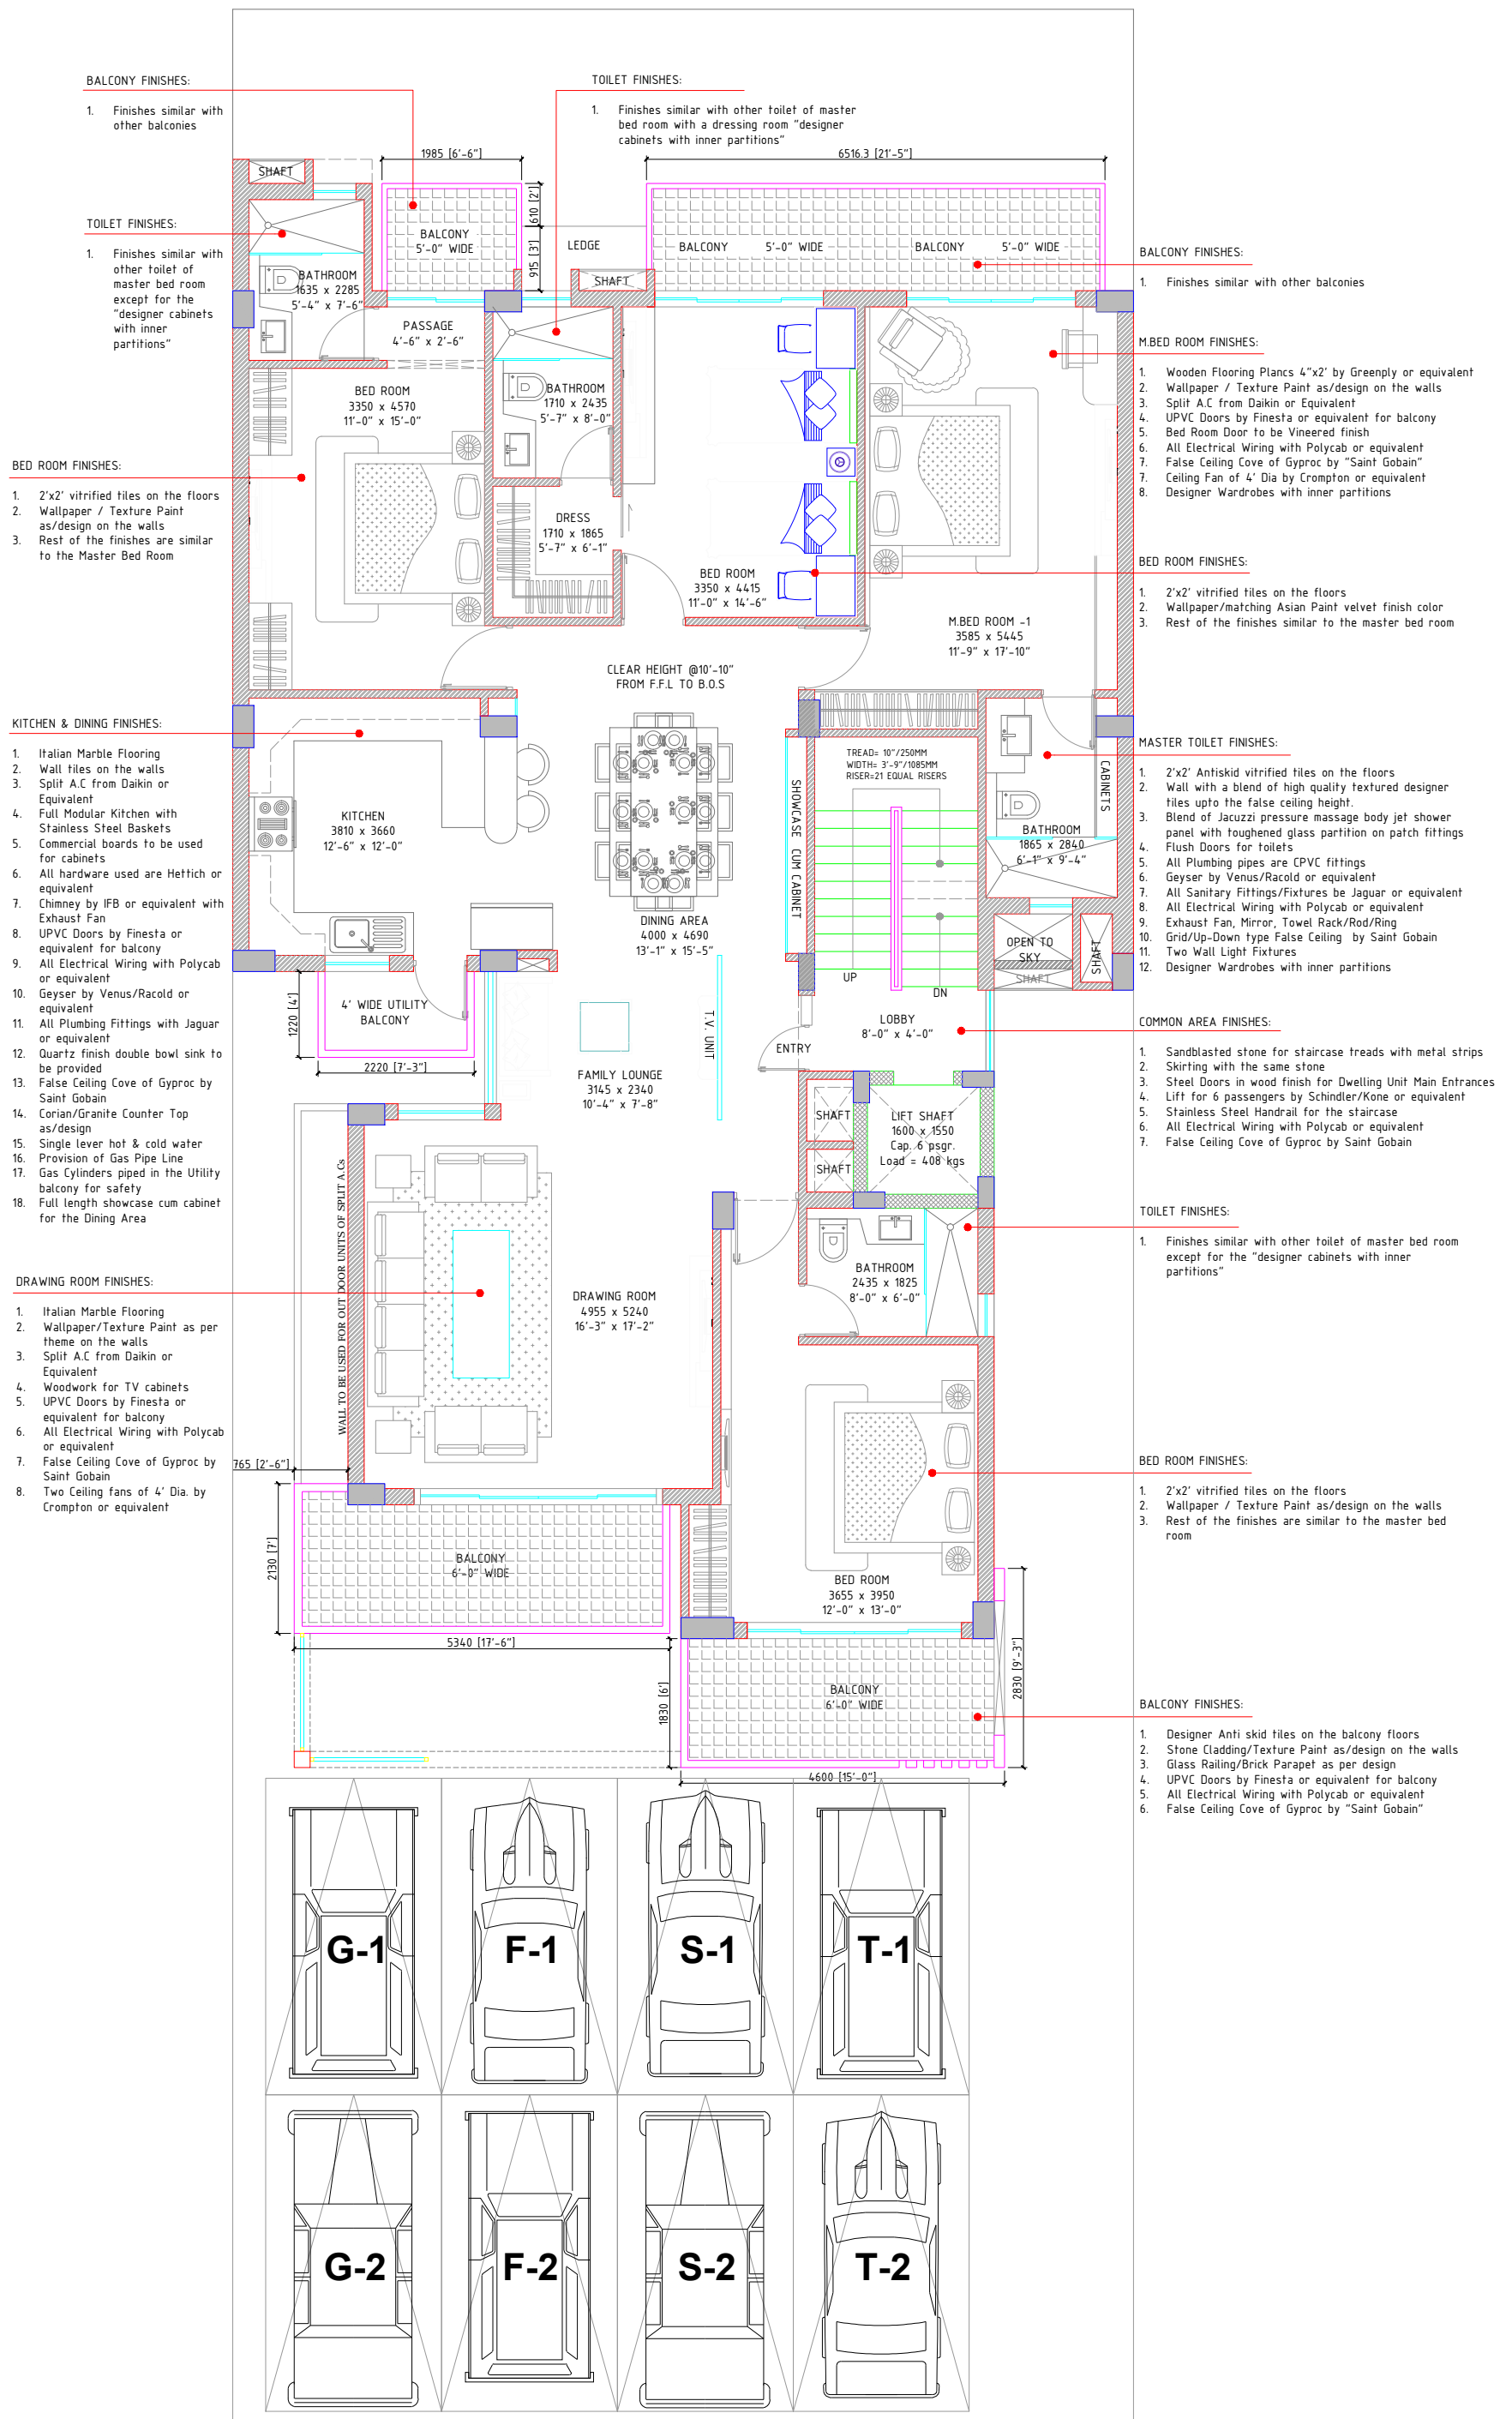 BALCONY FINISHES:
1. Finishes similar with
other balconies
TOILET FINISHES:
1. Finishes similar with other toilet of master
bed room with a dressing room "designer
cabinets with inner partitions"
1985 [6'-6"]
6516.3 [21'-5"]
SHAFT
610 [2']
915 [3']
BALCONY
5'-0" WIDE
LEDGE
SHAFT
BALCONY 5'-0" WIDE BALCONY 5'-0" WIDE
TOILET FINISHES:
1. Finishes similar with
other toilet of
master bed room
except for the
"designer cabinets
with inner
partitions"
BALCONY FINISHES:
1. Finishes similar with other balconies
BATHROOM
1635 x 2285
5'-4" x 7'-6"
PASSAGE
4'-6" x 2'-6"
BED ROOM
3350 x 4570
11'-0" x 15'-0"
BATHROOM
1710 x 2435
5'-7" x 8'-0"
M.BED ROOM FINISHES:
1. Wooden Flooring Plancs 4"x2' by Greenply or equivalent
2. Wallpaper / Texture Paint as/design on the walls
3. Split A.C from Daikin or Equivalent
4. UPVC Doors by Finesta or equivalent for balcony
5. Bed Room Door to be Vineered finish
6. All Electrical Wiring with Polycab or equivalent
7. False Ceiling Cove of Gyproc by "Saint Gobain"
7. Ceiling Fan of 4' Dia by Crompton or equivalent
8. Designer Wardrobes with inner partitions
BED ROOM FINISHES:
1. 2'x2' vitrified tiles on the floors
2. Wallpaper / Texture Paint
as/design on the walls
3. Rest of the finishes are similar
to the Master Bed Room
DRESS
1710 x 1865
5'-7" x 6'-1"
BED ROOM
3350 x 4415
11'-0" x 14'-6"
BED ROOM FINISHES:
1. 2'x2' vitrified tiles on the floors
2. Wallpaper/matching Asian Paint velvet finish color
3. Rest of the finishes similar to the master bed room
M.BED ROOM -1
3585 x 5445
11'-9" x 17'-10"
CLEAR HEIGHT @10'-10"
FROM F.F.L TO B.O.S
KITCHEN & DINING FINISHES:
1. Italian Marble Flooring
2. Wall tiles on the walls
3. Split A.C from Daikin or
Equivalent
4. Full Modular Kitchen with
Stainless Steel Baskets
5. Commercial boards to be used
for cabinets
6. All hardware used are Hettich or
equivalent
7. Chimney by IFB or equivalent with
Exhaust Fan
8. UPVC Doors by Finesta or
equivalent for balcony
9. All Electrical Wiring with Polycab
or equivalent
10. Geyser by Venus/Racold or
equivalent
11. All Plumbing Fittings with Jaguar
or equivalent
12. Quartz finish double bowl sink to
be provided
13. False Ceiling Cove of Gyproc by
Saint Gobain
14. Corian/Granite Counter Top
as/design
15. Single lever hot & cold water
16. Provision of Gas Pipe Line
17. Gas Cylinders piped in the Utility
balcony for safety
18. Full length showcase cum cabinet
for the Dining Area
KITCHEN
3810 x 3660
12'-6" x 12'-0"
DINING AREA
4000 x 4690
13'-1" x 15'-5"
SHOWCASE CUM CABINET
TREAD= 10"/250MM
WIDTH= 3'-9"/1085MM
RISER=21 EQUAL RISERS
UP
DN
CABINETS
BATHROOM
1865 x 2840
6'-1" x 9'-4"
OPEN TO
SKY
SHAFT
SHAFT
MASTER TOILET FINISHES:
1. 2'x2' Antiskid vitrified tiles on the floors
2. Wall with a blend of high quality textured designer
tiles upto the false ceiling height.
3. Blend of Jacuzzi pressure massage body jet shower
panel with toughened glass partition on patch fittings
4. Flush Doors for toilets
5. All Plumbing pipes are CPVC fittings
6. Geyser by Venus/Racold or equivalent
7. All Sanitary Fittings/Fixtures be Jaguar or equivalent
8. All Electrical Wiring with Polycab or equivalent
9. Exhaust Fan, Mirror, Towel Rack/Rod/Ring
10. Grid/Up-Down type False Ceiling by Saint Gobain
11. Two Wall Light Fixtures
12. Designer Wardrobes with inner partitions
4' WIDE UTILITY
BALCONY
1220 [4']
2220 [7'-3"]
T.V. UNIT
FAMILY LOUNGE
3145 x 2340
10'-4" x 7'-8"
ENTRY
LOBBY
8'-0" x 4'-0"
COMMON AREA FINISHES:
1. Sandblasted stone for staircase treads with metal strips
2. Skirting with the same stone
3. Steel Doors in wood finish for Dwelling Unit Main Entrances
4. Lift for 6 passengers by Schindler/Kone or equivalent
5. Stainless Steel Handrail for the staircase
6. All Electrical Wiring with Polycab or equivalent
7. False Ceiling Cove of Gyproc by Saint Gobain
SHAFT
SHAFT
LIFT SHAFT
1600 x 1550
Cap. 6 psgr.
Load = 408 kgs
WALL TO BE USED FOR OUT DOOR UNITS OF SPLIT A.Cs
TOILET FINISHES:
1. Finishes similar with other toilet of master bed room
except for the "designer cabinets with inner
partitions"
BATHROOM
2435 x 1825
8'-0" x 6'-0"
DRAWING ROOM FINISHES:
1. Italian Marble Flooring
2. Wallpaper/Texture Paint as per
theme on the walls
3. Split A.C from Daikin or
Equivalent
4. Woodwork for TV cabinets
5. UPVC Doors by Finesta or
equivalent for balcony
6. All Electrical Wiring with Polycab
or equivalent
7. False Ceiling Cove of Gyproc by
Saint Gobain
8. Two Ceiling fans of 4' Dia. by
Crompton or equivalent
DRAWING ROOM
4955 x 5240
16'-3" x 17'-2"
765 [2'-6"]
BED ROOM FINISHES:
1. 2'x2' vitrified tiles on the floors
2. Wallpaper / Texture Paint as/design on the walls
3. Rest of the finishes are similar to the master bed
room
2130 [7']
BALCONY
6'-0" WIDE
BED ROOM
3655 x 3950
12'-0" x 13'-0"
5340 [17'-6"]
1830 [6']
BALCONY
6'-0" WIDE
2830 [9'-3"]
4600 [15'-0"]
BALCONY FINISHES:
1. Designer Anti skid tiles on the balcony floors
2. Stone Cladding/Texture Paint as/design on the walls
3. Glass Railing/Brick Parapet as per design
4. UPVC Doors by Finesta or equivalent for balcony
5. All Electrical Wiring with Polycab or equivalent
6. False Ceiling Cove of Gyproc by "Saint Gobain"
G-1 F-1 S-1 T-1
G-2 F-2 S-2 T-2